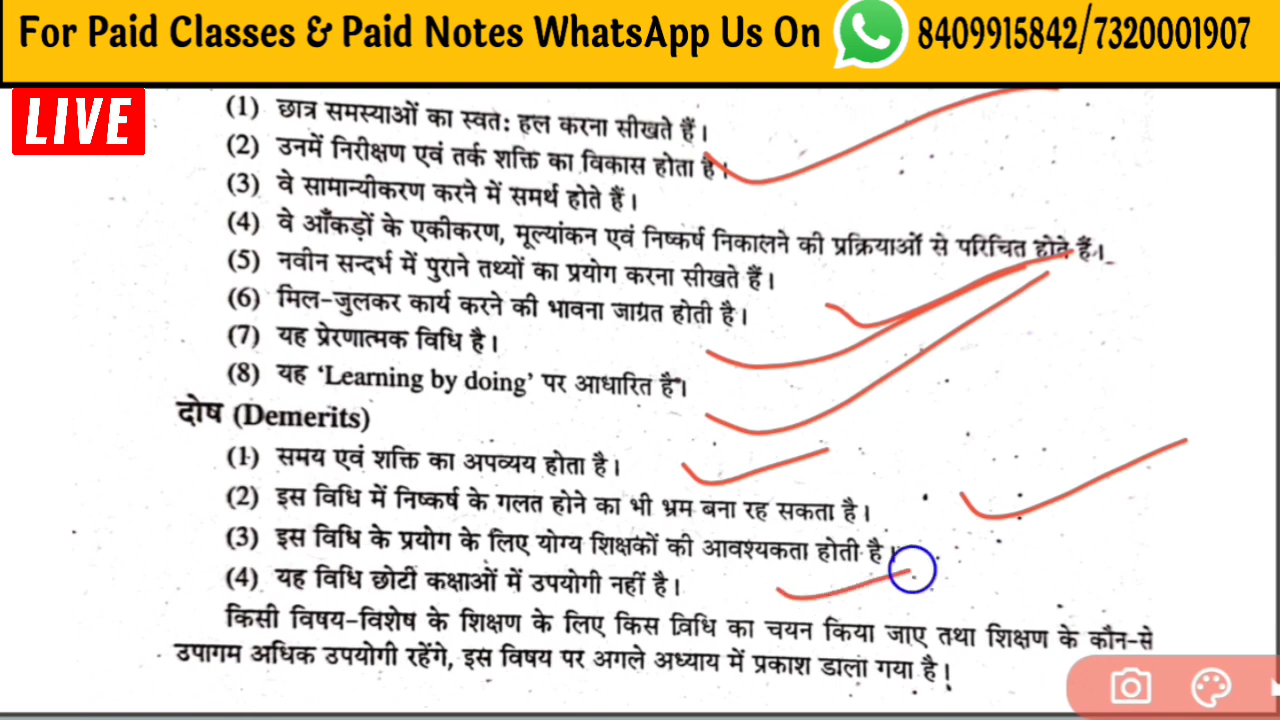 For Paid Classes & Paid Notes WhatsApp Us On 8409915842/7320001907
LIVE
(1) छात्र समस्याओं का स्वतः हल करना सीखते हैं।
(2) उनमें निरीक्षण एवं तर्क शक्ति का विकास होता है।
(3) वे सामान्यीकरण करने में समर्थ होते हैं।
(4) वे आँकड़ों के एकीकरण, मूल्यांकन एवं निष्कर्ष निकालने की प्रक्रियाओं से परिचित होते हैं।
(5) नवीन सन्दर्भ में पुराने तथ्यों का प्रयोग करना सीखते हैं।
(6) मिल-जुलकर कार्य करने की भावना जाग्रत होती है।
(7) यह प्रेरणात्मक विधि है।
(8) यह ‘Learning by doing’ पर आधारित है।
दोष (Demerits)
(1) समय एवं शक्ति का अपव्यय होता है।
(2) इस विधि में निष्कर्ष के गलत होने का भी भ्रम बना रह सकता है।
(3) इस विधि के प्रयोग के लिए योग्य शिक्षकों की आवश्यकता होती है।
(4) यह विधि छोटी कक्षाओं में उपयोगी नहीं है।
किसी विषय-विशेष के शिक्षण के लिए किस विधि का चयन किया जाए तथा शिक्षण के कौन-से
उपागम अधिक उपयोगी रहेंगे, इस विषय पर अगले अध्याय में प्रकाश डाला गया है।